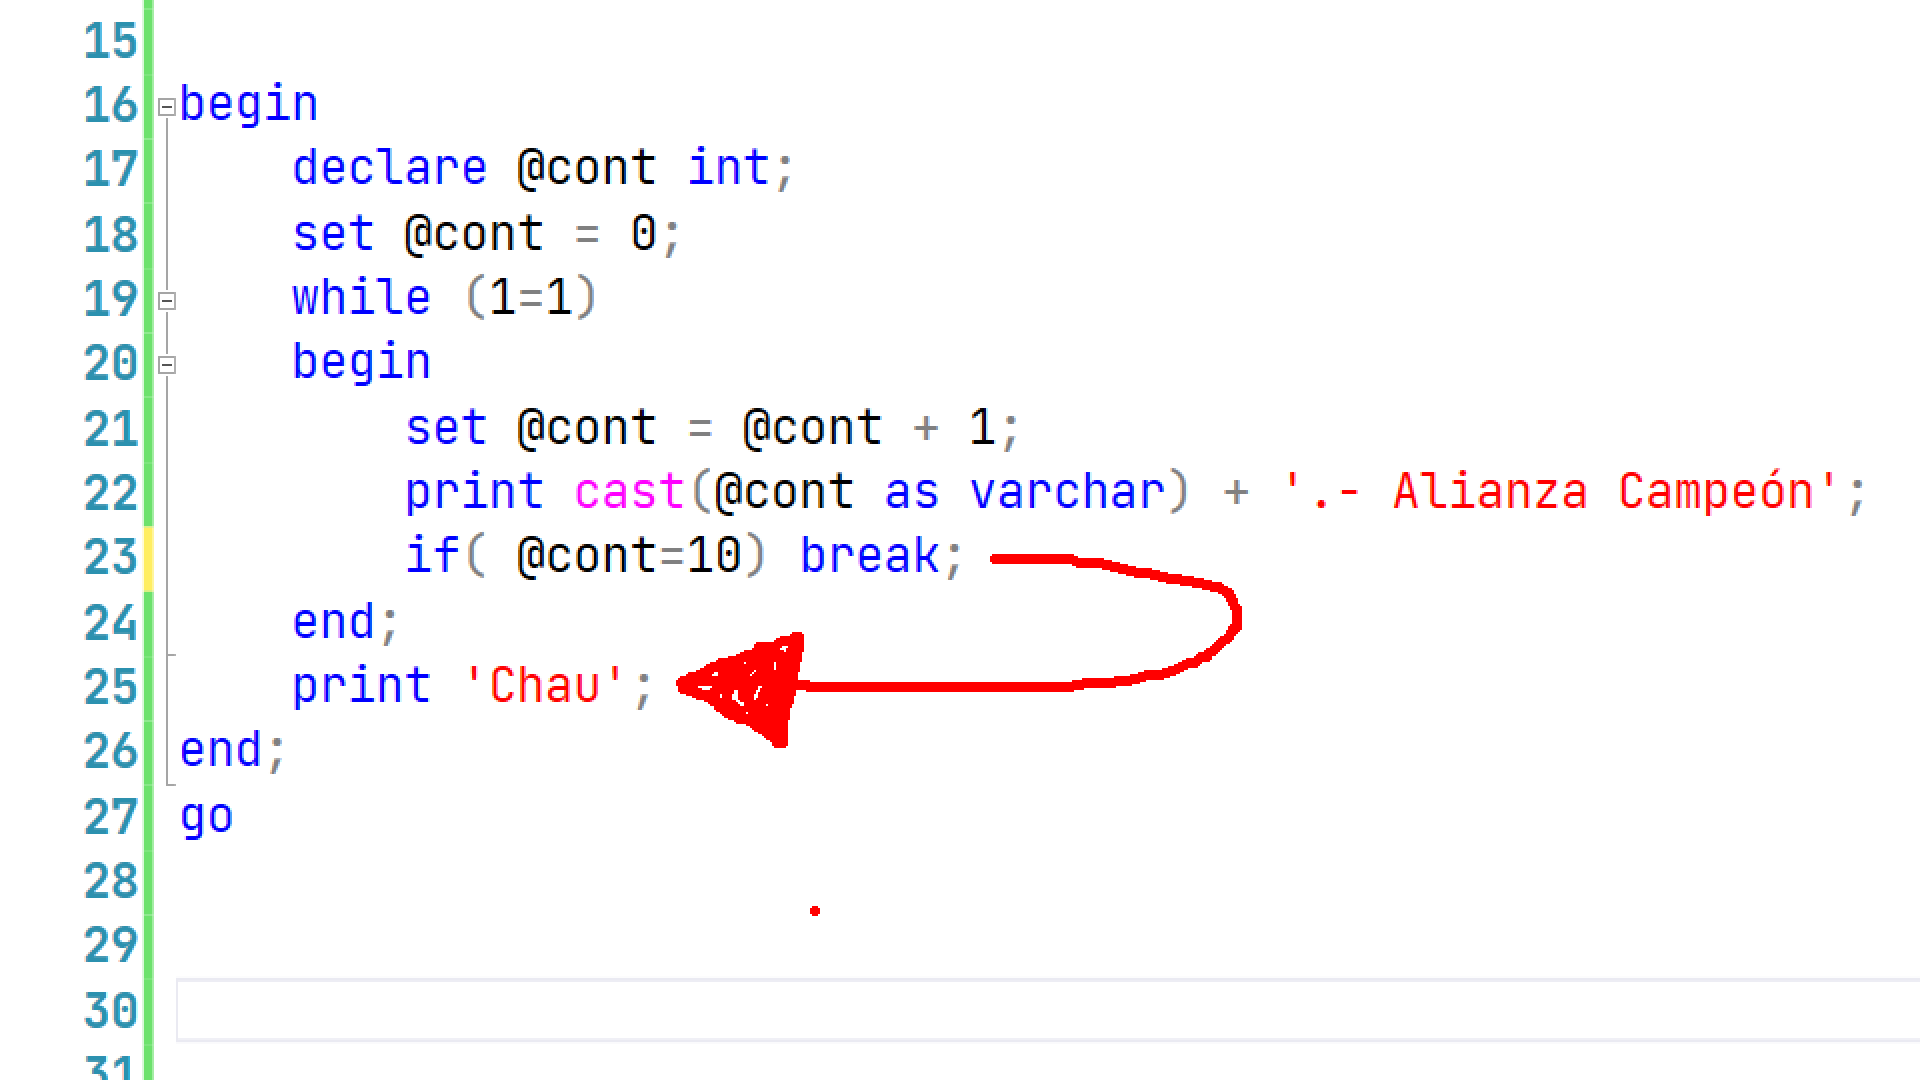 15
16 begin
17 declare @cont int;
18 set @cont = 0;
19 while (1=1)
20 begin
21 set @cont = @cont + 1;
22 print cast(@cont as varchar) + '.- Alianza Campeón';
23 if( @cont=10) break;
24 end;
25 print 'Chau';
26 end;
27 go
28
29
30
31